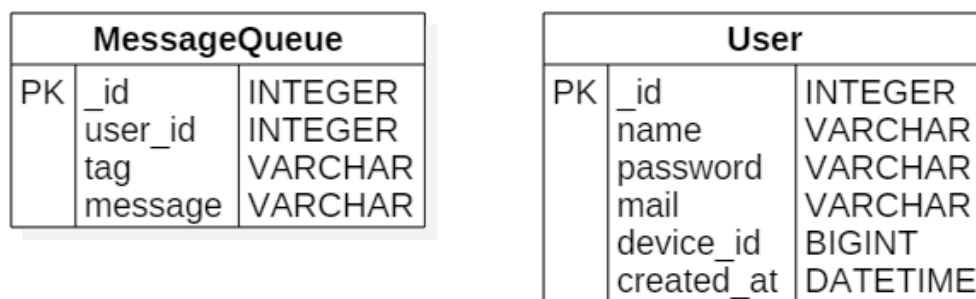 MessageQueue
PK _id INTEGER
user_id INTEGER
tag VARCHAR
message VARCHAR
User
PK _id INTEGER
name VARCHAR
password VARCHAR
mail VARCHAR
device_id BIGINT
created_at DATETIME